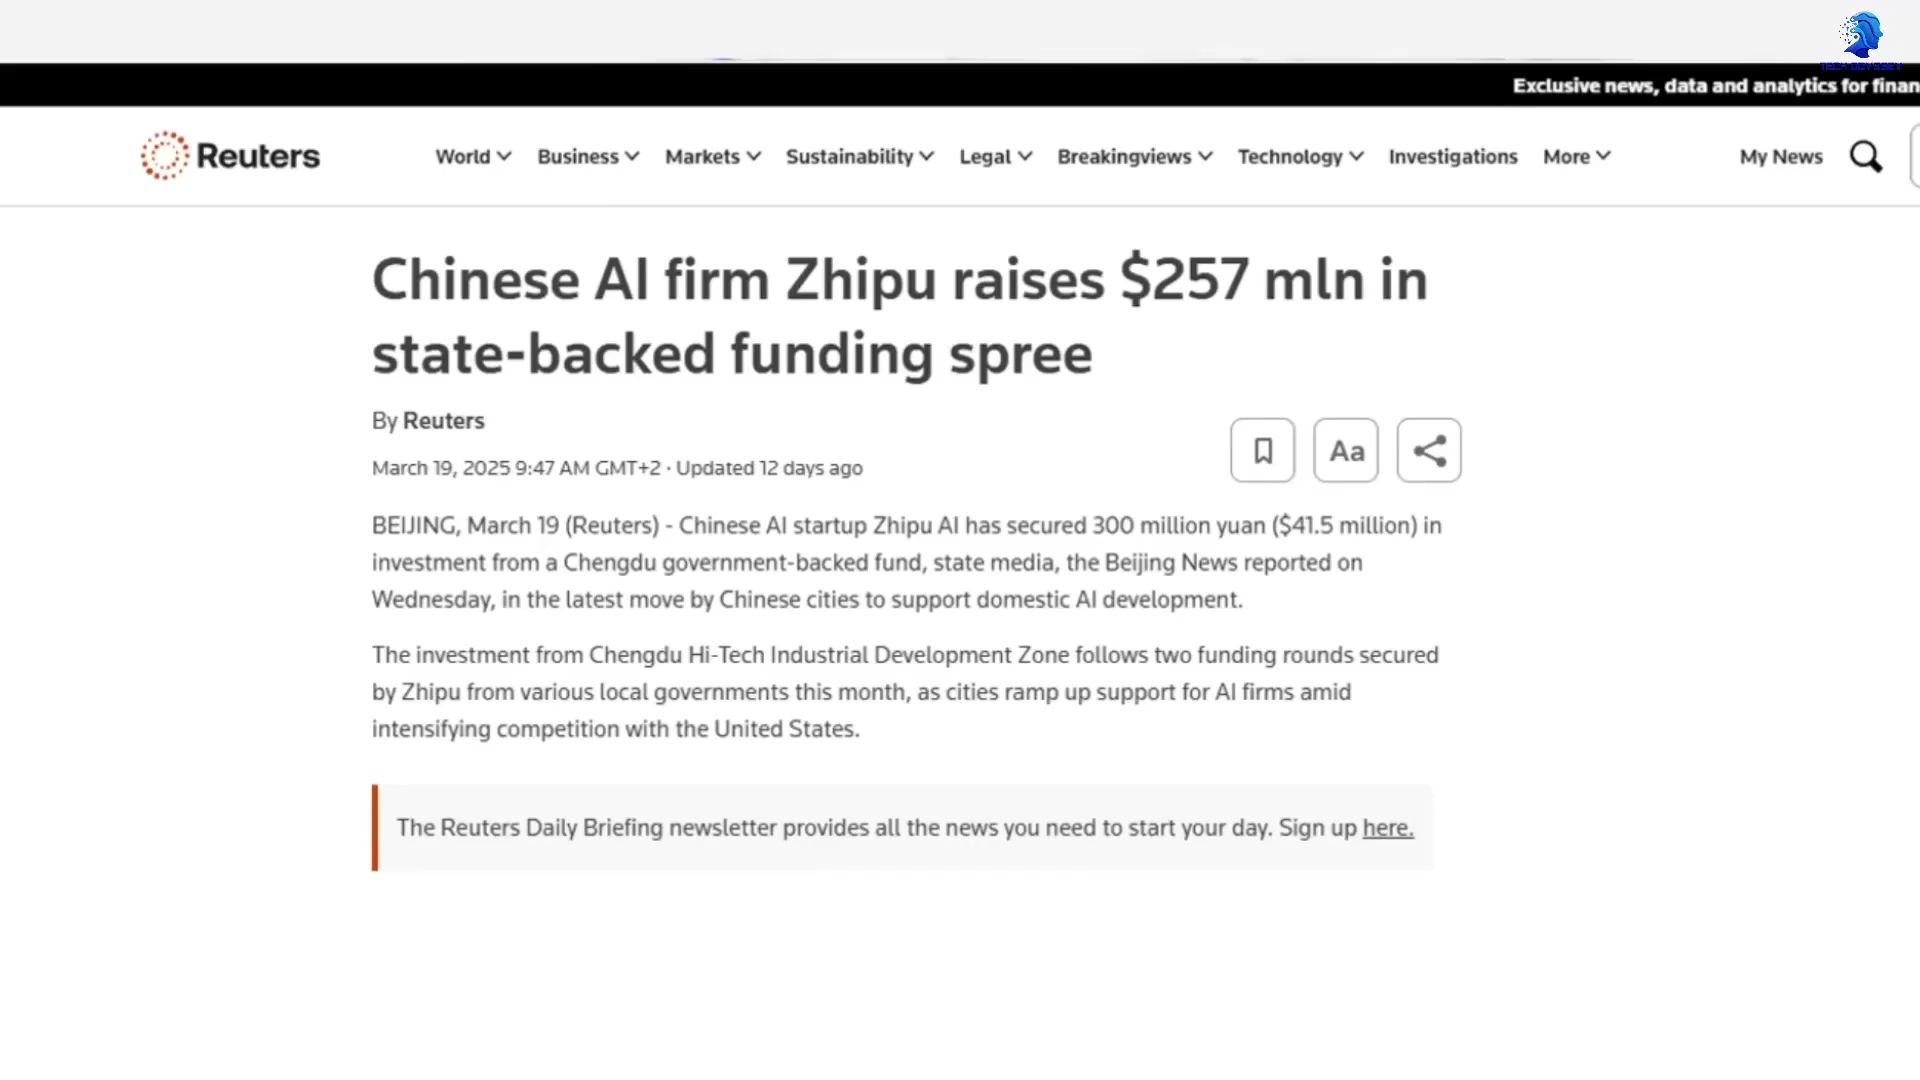 TECH ODYSSEY
Exclusive news, data and analytics for finan
Reuters
World Business Markets Sustainability Legal Breakingviews Technology Investigations More My News
Chinese AI firm Zhipu raises $257 mln in
state-backed funding spree
By Reuters
March 19, 2025 9:47 AM GMT+2 · Updated 12 days ago
Aa
BEIJING, March 19 (Reuters) - Chinese AI startup Zhipu AI has secured 300 million yuan ($41.5 million) in
investment from a Chengdu government-backed fund, state media, the Beijing News reported on
Wednesday, in the latest move by Chinese cities to support domestic AI development.
The investment from Chengdu Hi-Tech Industrial Development Zone follows two funding rounds secured
by Zhipu from various local governments this month, as cities ramp up support for AI firms amid
intensifying competition with the United States.
The Reuters Daily Briefing newsletter provides all the news you need to start your day. Sign up here.